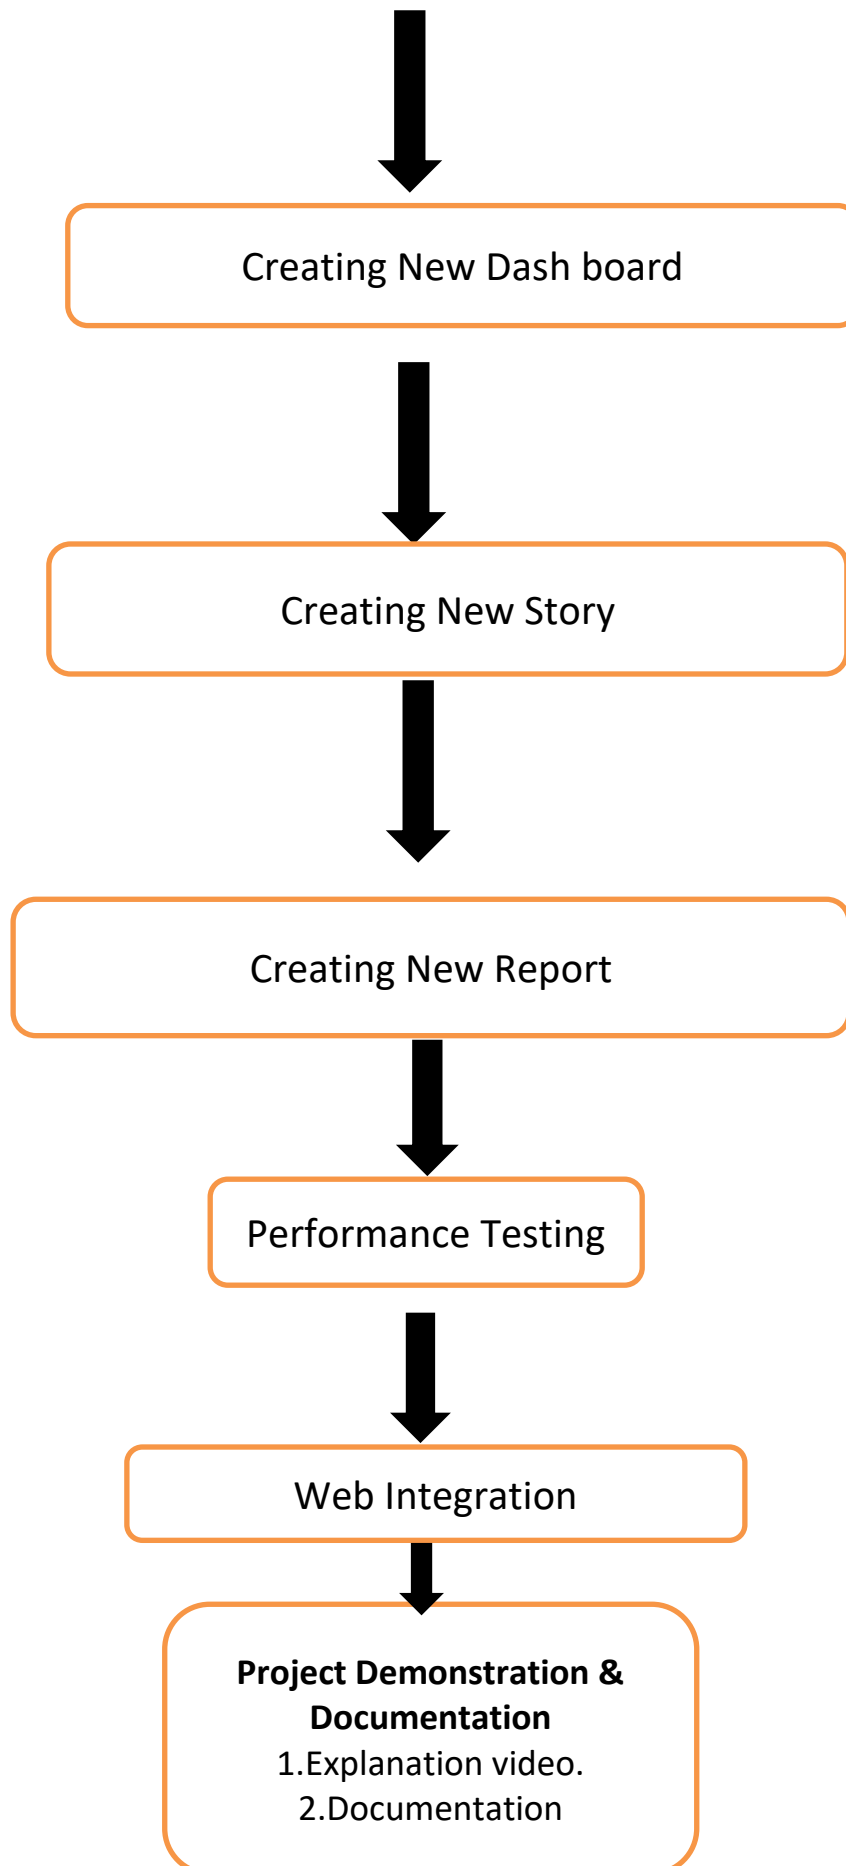 Creating New Dash board
Creating New Story
Creating New Report
Performance Testing
Web Integration
Project Demonstration &
Documentation
1.Explanation video.
2.Documentation